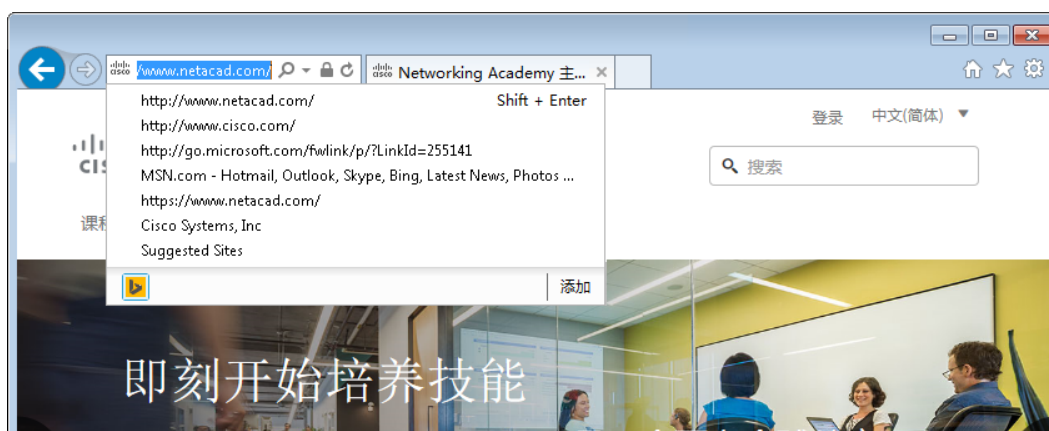 /www.netacad.com/
Networking Academy 主...
http://www.netacad.com/ Shift + Enter
http://www.cisco.com/
http://go.microsoft.com/fwlink/p/?LinkId=255141
MSN.com - Hotmail, Outlook, Skype, Bing, Latest News, Photos ...
https://www.netacad.com/
Cisco Systems, Inc
Suggested Sites
添加
登录 中文(简体)
搜索
即刻开始培养技能